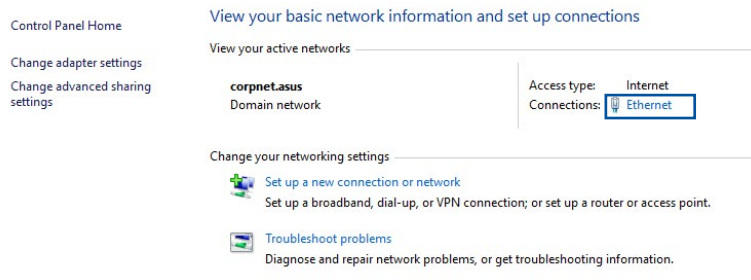 Control Panel Home
Change adapter settings
Change advanced sharing
settings
View your basic network information and set up connections
View your active networks
corpnet.asus
Domain network
Access type: Internet
Connections: Ethernet
Change your networking settings
Set up a new connection or network
Set up a broadband, dial-up, or VPN connection; or set up a router or access point.
Troubleshoot problems
Diagnose and repair network problems, or get troubleshooting information.